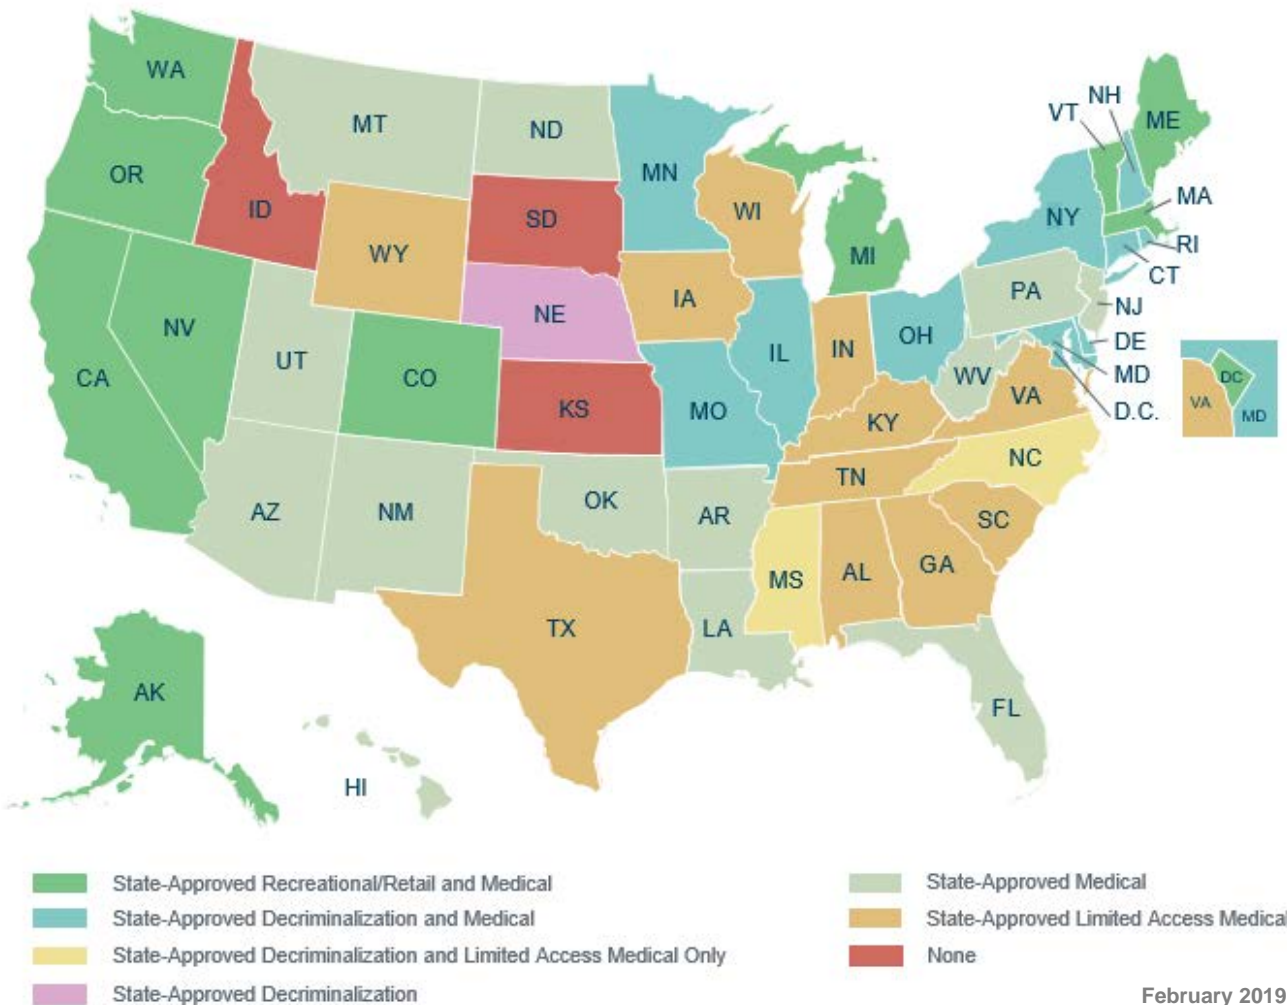 WA
MT
ND
OR
ID
MN
SD
WI
WY
MI
NH
VT
ME
NY
MA
RI
CT
PA
NJ
NV
CA
UT
CO
NE
IA
IL
IN
OH
DE
WV
MD
VA
D.C.
KS
MO
KY
DC
VA
MD
NC
TN
AZ
NM
OK
AR
SC
MS
AL
GA
TX
LA
AK
HI
FL
State-Approved Recreational/Retail and Medical
State-Approved Decriminalization and Medical
State-Approved Decriminalization and Limited Access Medical Only
State-Approved Decriminalization
State-Approved Medical
State-Approved Limited Access Medical
None
February 2019